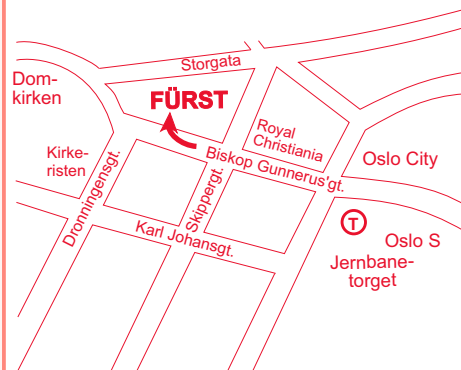 Storgata
Dom-
kirken
FÜRST
Royal
Christiania
Kirke-
risten
Oslo City
Biskop Gunnerus'gt.
Dronningensgt.
Skippergt.
Karl Johansgt.
T
Oslo S
Jernbane-
torget